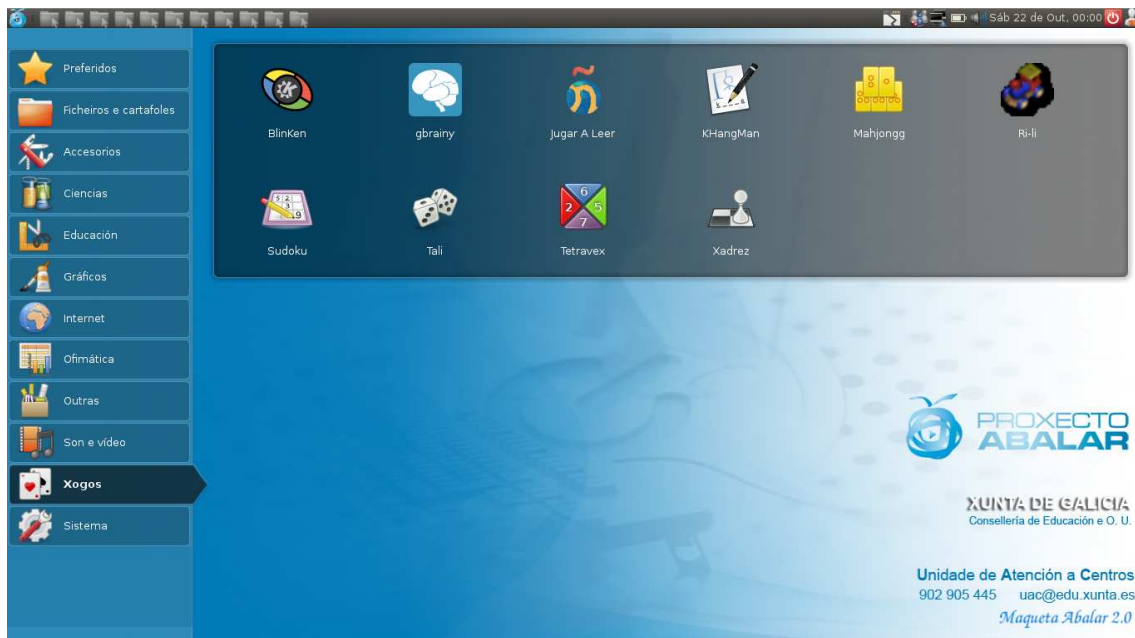 Sáb 22 de Out, 00:00
Preferidos
Ficheiros e cartafoles
Accesorios
Ciencias
Educación
Gráficos
Internet
Ofimática
Outras
Son e vídeo
Xogos
Sistema
BlinKen
gbrainy
Jugar A Leer
KHangMan
Mahjongg
Ri-li
Sudoku
Tali
Tetravex
Xadrez
PROXECTO
ABALAR
XUNTA DE GALICIA
Consellería de Educación e O. U.
Unidade de Atención a Centros
902 905 445 uac@edu.xunta.es
Maqueta Abalar 2.0